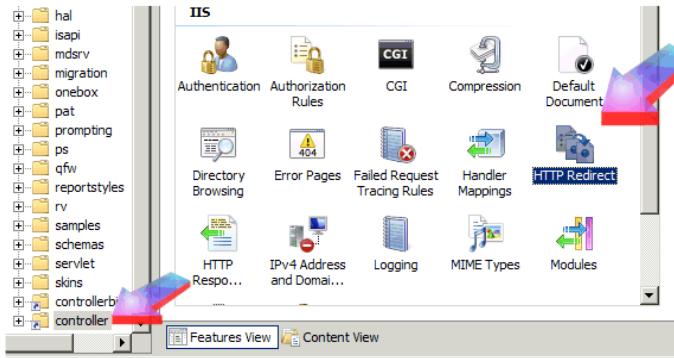 hal
isapi
mdsrv
migration
onebox
pat
prompting
ps
qfw
reportstyles
rv
samples
schemas
servlet
skins
controller
IIS
Authentication
Authorization
Rules
CGI
CGI
Compression
Default
Document
Directory
Browsing
404
Error Pages
Failed Request
Tracing Rules
Handler
Mappings
HTTP Redirect
HTTP
Respo...
IPv4 Address
and Domai...
Logging
MIME Types
Modules
Features View
Content View